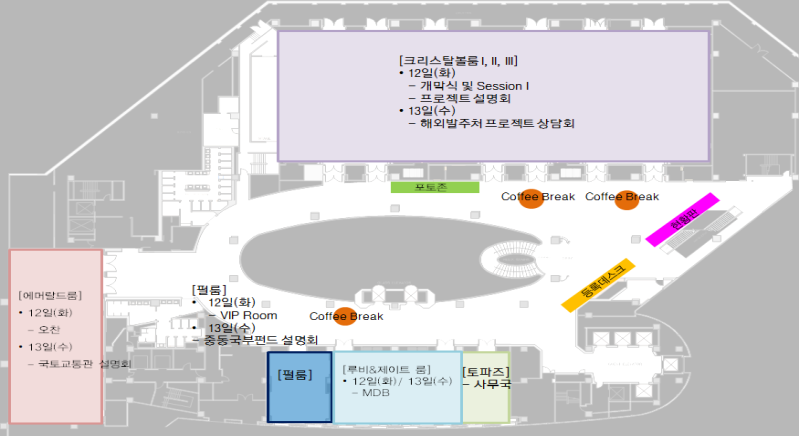 [크리스탈볼룸 I, II, III]
• 12일(화)
– 개막식 및 Session I
– 프로젝트 설명회
• 13일(수)
– 해외발주처 프로젝트 상담회
포토존
Coffee Break
Coffee Break
현황판
등록데스크
[에머랄드룸]
• 12일(화)
– 오찬
• 13일(수)
– 국토교통관 설명회
[펄룸]
• 12일(화)
– VIP Room
• 13일(수)
– 중동국부펀드 설명회
Coffee Break
[펄룸]
[루비&제이트 룸]
• 12일(화)/ 13일(수)
– MDB
[토파즈]
– 사무국